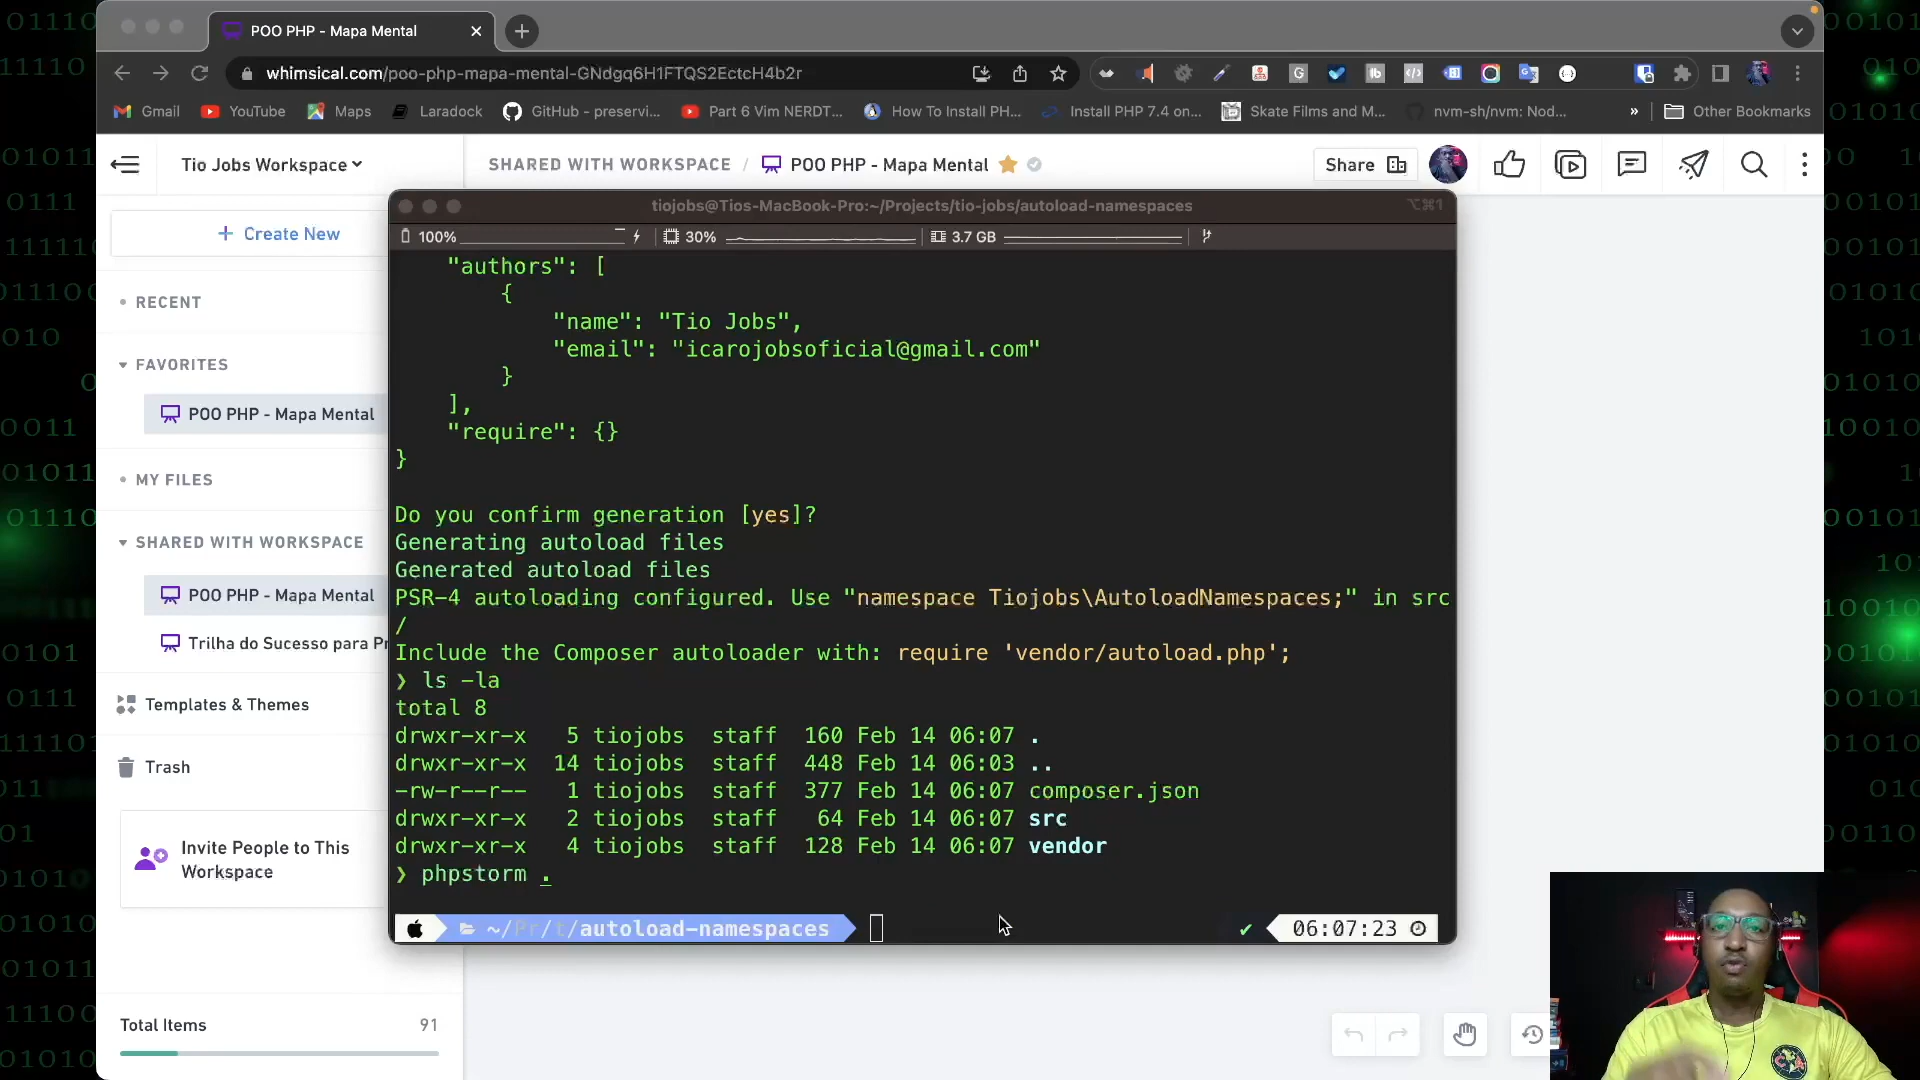 POO PHP - Mapa Mental
whimsical.com/poo-php-mapa-mental-GNdgq6H1FTQS2EctcH4b2r
Gmail YouTube Maps Laradock GitHub - preservi... Part 6 Vim NERDT... How To Install PH... Install PHP 7.4 on... Skate Films and M... nvm-sh/nvm: Nod... » Other Bookmarks
Tio Jobs Workspace
SHARED WITH WORKSPACE / POO PHP - Mapa Mental
Share
+ Create New
RECENT
FAVORITES
POO PHP - Mapa Mental
MY FILES
SHARED WITH WORKSPACE
POO PHP - Mapa Mental
Trilha do Sucesso para Pr
Templates & Themes
Trash
Invite People to This
Workspace
Total Items 91
tiojobs@Tios-MacBook-Pro:~/Projects/tio-jobs/autoload-namespaces
⌥⌘1
100% 30% 3.7 GB
"authors": [
{
"name": "Tio Jobs",
"email": "icarojobsoficial@gmail.com"
}
],
"require": {}
}
Do you confirm generation [yes]?
Generating autoload files
Generated autoload files
PSR-4 autoloading configured. Use "namespace Tiojobs\AutoloadNamespaces;" in src
/
Include the Composer autoloader with: require 'vendor/autoload.php';
❯ ls -la
total 8
drwxr-xr-x 5 tiojobs staff 160 Feb 14 06:07 .
drwxr-xr-x 14 tiojobs staff 448 Feb 14 06:03 ..
-rw-r--r-- 1 tiojobs staff 377 Feb 14 06:07 composer.json
drwxr-xr-x 2 tiojobs staff 64 Feb 14 06:07 src
drwxr-xr-x 4 tiojobs staff 128 Feb 14 06:07 vendor
❯ phpstorm .
~/Pr/t/autoload-namespaces ✔ 06:07:23